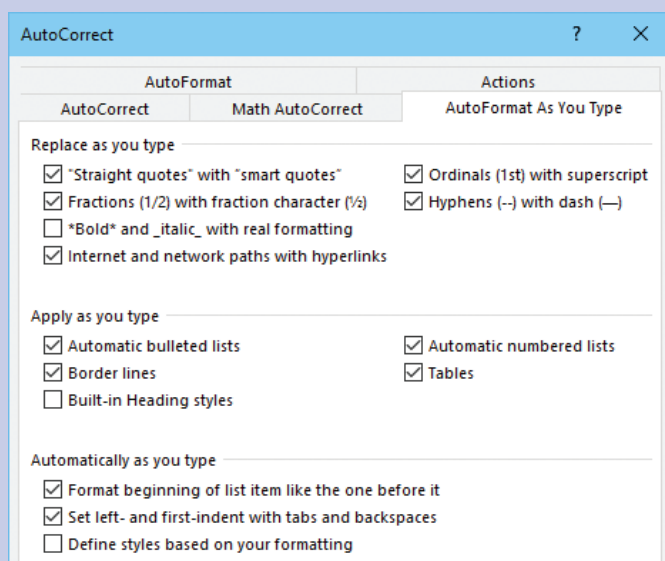 AutoCorrect ?
AutoFormat Actions
AutoCorrect Math AutoCorrect AutoFormat As You Type
Replace as you type
"Straight quotes" with “smart quotes” Ordinals (1st) with superscript
Fractions (1/2) with fraction character (½) Hyphens (--) with dash (—)
*Bold* and _italic_ with real formatting
Internet and network paths with hyperlinks
Apply as you type
Automatic bulleted lists Automatic numbered lists
Border lines Tables
Built-in Heading styles
Automatically as you type
Format beginning of list item like the one before it
Set left- and first-indent with tabs and backspaces
Define styles based on your formatting